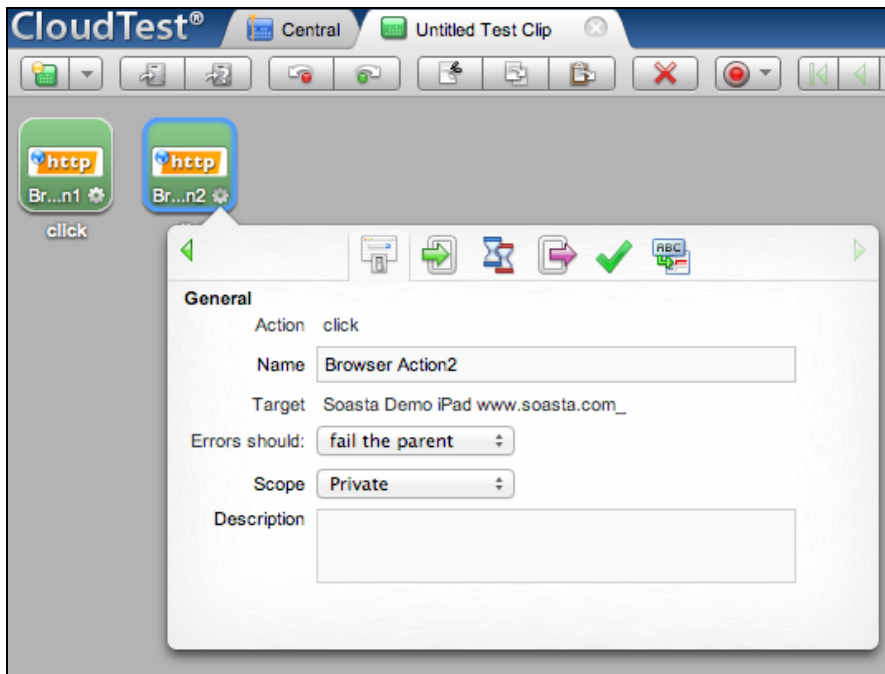 CloudTest® Central Untitled Test Clip
http http
Br...n1 Br...n2
click
ABC
General
Action click
Name Browser Action2
Target Soasta Demo iPad www.soasta.com_
Errors should: fail the parent
Scope Private
Description